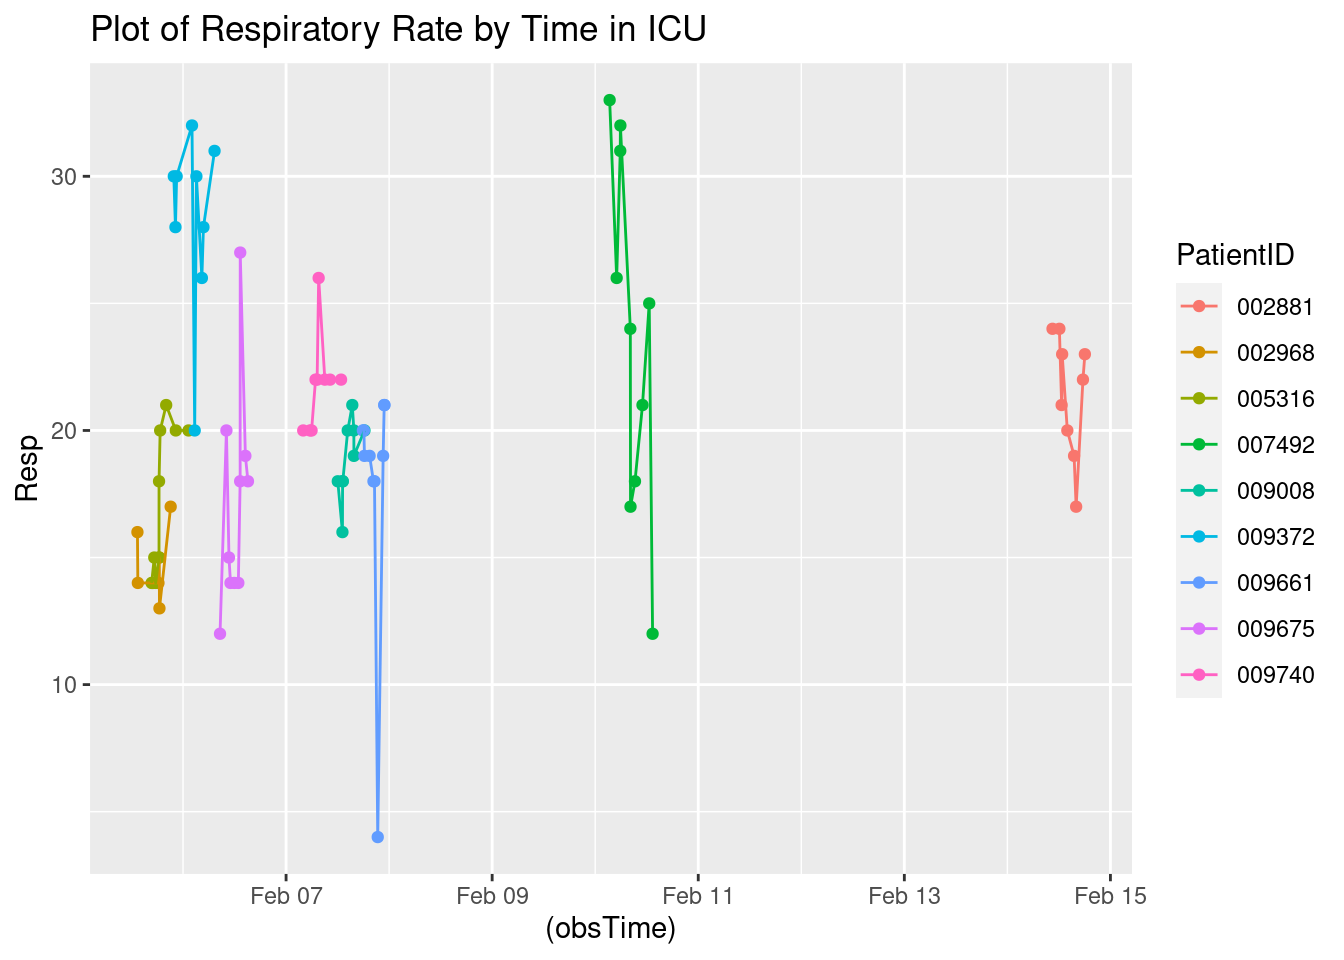 Plot of Respiratory Rate by Time in ICU
30
20
10
Resp
Feb 07
Feb 09
Feb 11
Feb 13
Feb 15
(obsTime)
PatientID
002881
002968
005316
007492
009008
009372
009661
009675
009740